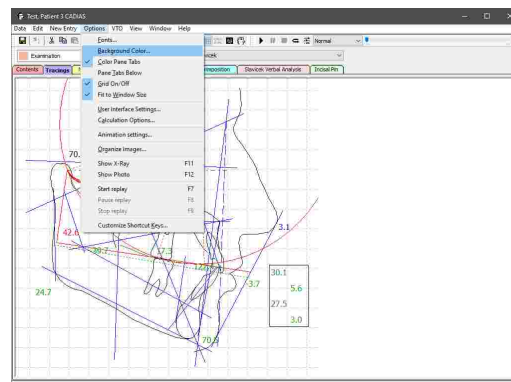 Test, Patient 3 CADIAS
Data Edit New Entry Options VTO View Window Help
Normal
Examination
Contents Tracings
Composition Slavicek Verbal Analysis Incisal Pin
Fonts...
Background Color...
Color Pane Tabs
Pane Tabs Below
Grid On/Off
Fit to Window Size
User Interface Settings...
Calculation Options...
Animation settings...
Organize Images...
Show X-Ray F11
Show Photo F12
Start replay F7
Pause replay F8
Stop replay F9
Customize Shortcut Keys...
70.
3.1
42.6
17.3
30.1
5.6
27.5
3.0
-3.7
24.7